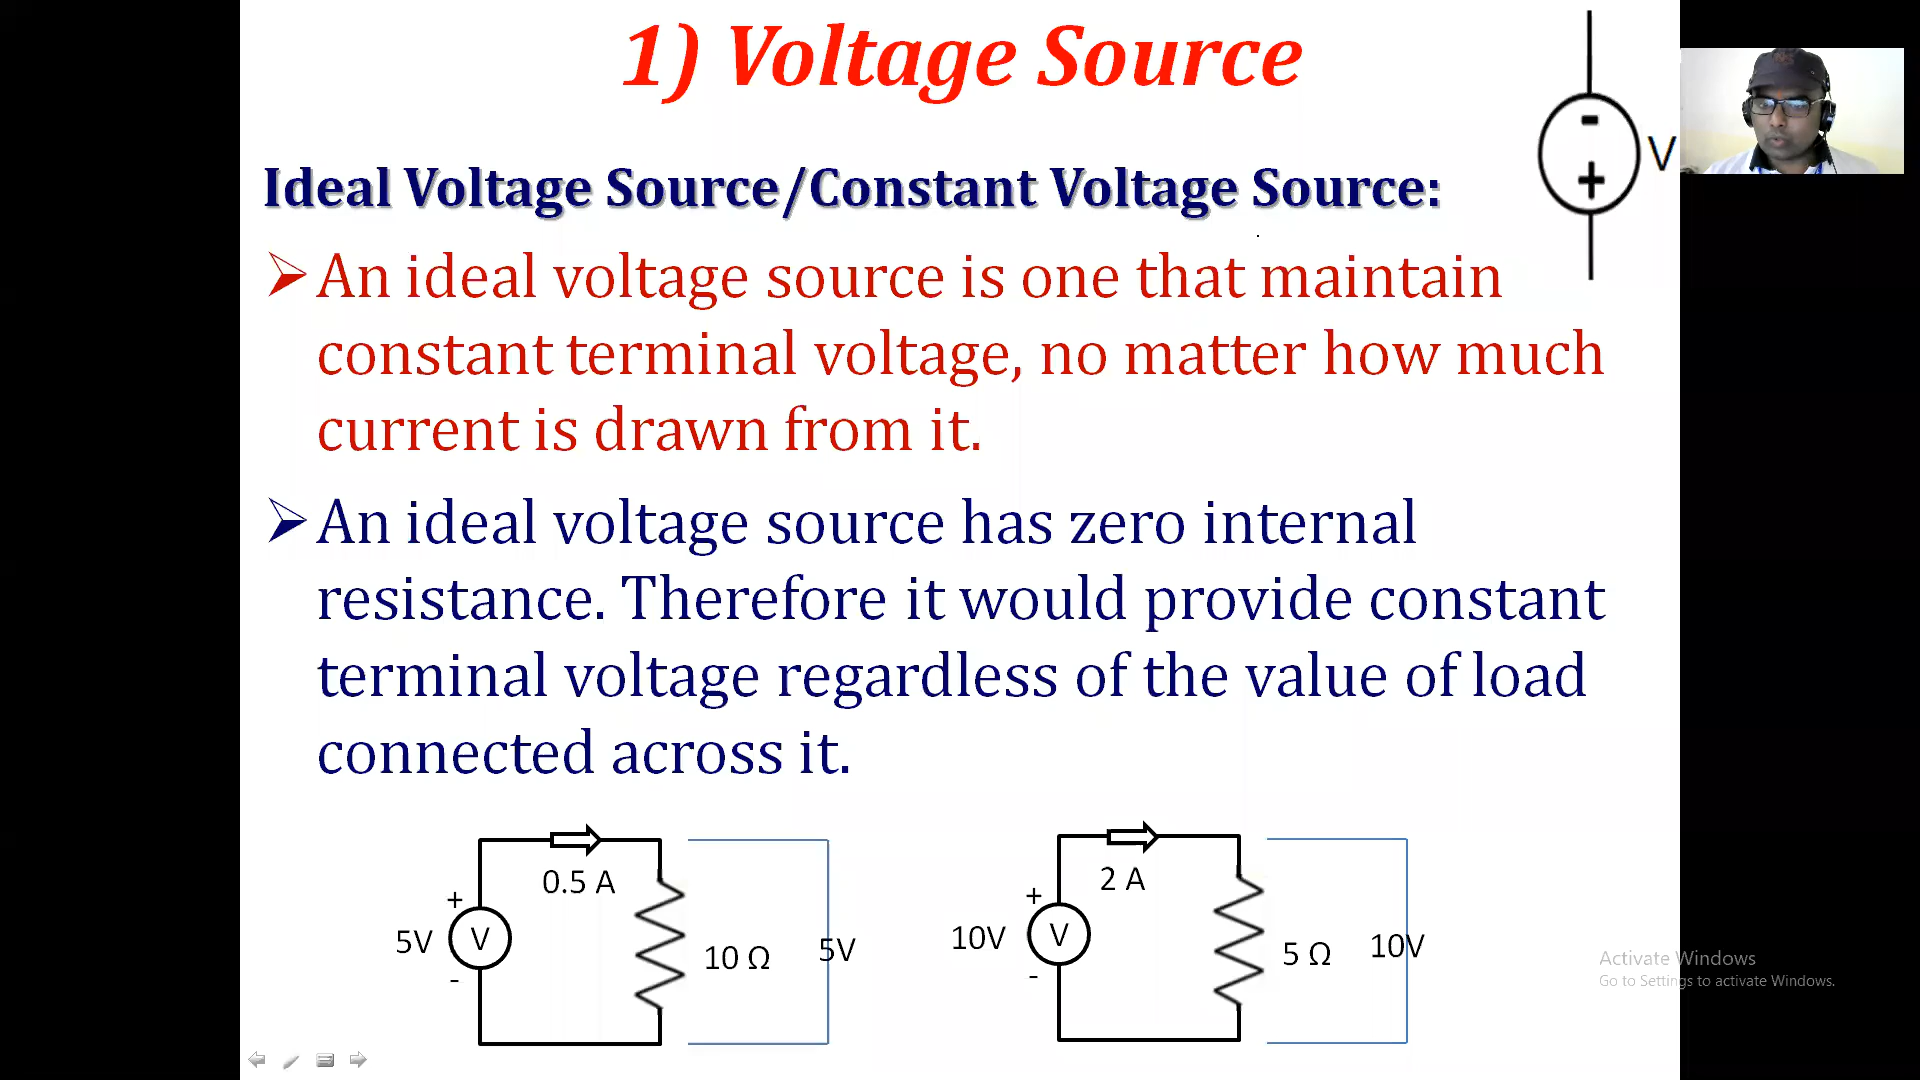 1) Voltage Source
-
+
V
Ideal Voltage Source/Constant Voltage Source:
An ideal voltage source is one that maintain
constant terminal voltage, no matter how much
current is drawn from it.
An ideal voltage source has zero internal
resistance. Therefore it would provide constant
terminal voltage regardless of the value of load
connected across it.
0.5 A
+
5V
V
-
10 Ω
5V
2 A
+
10V
V
-
5 Ω
10V
Activate Windows
Go to Settings to activate Windows.